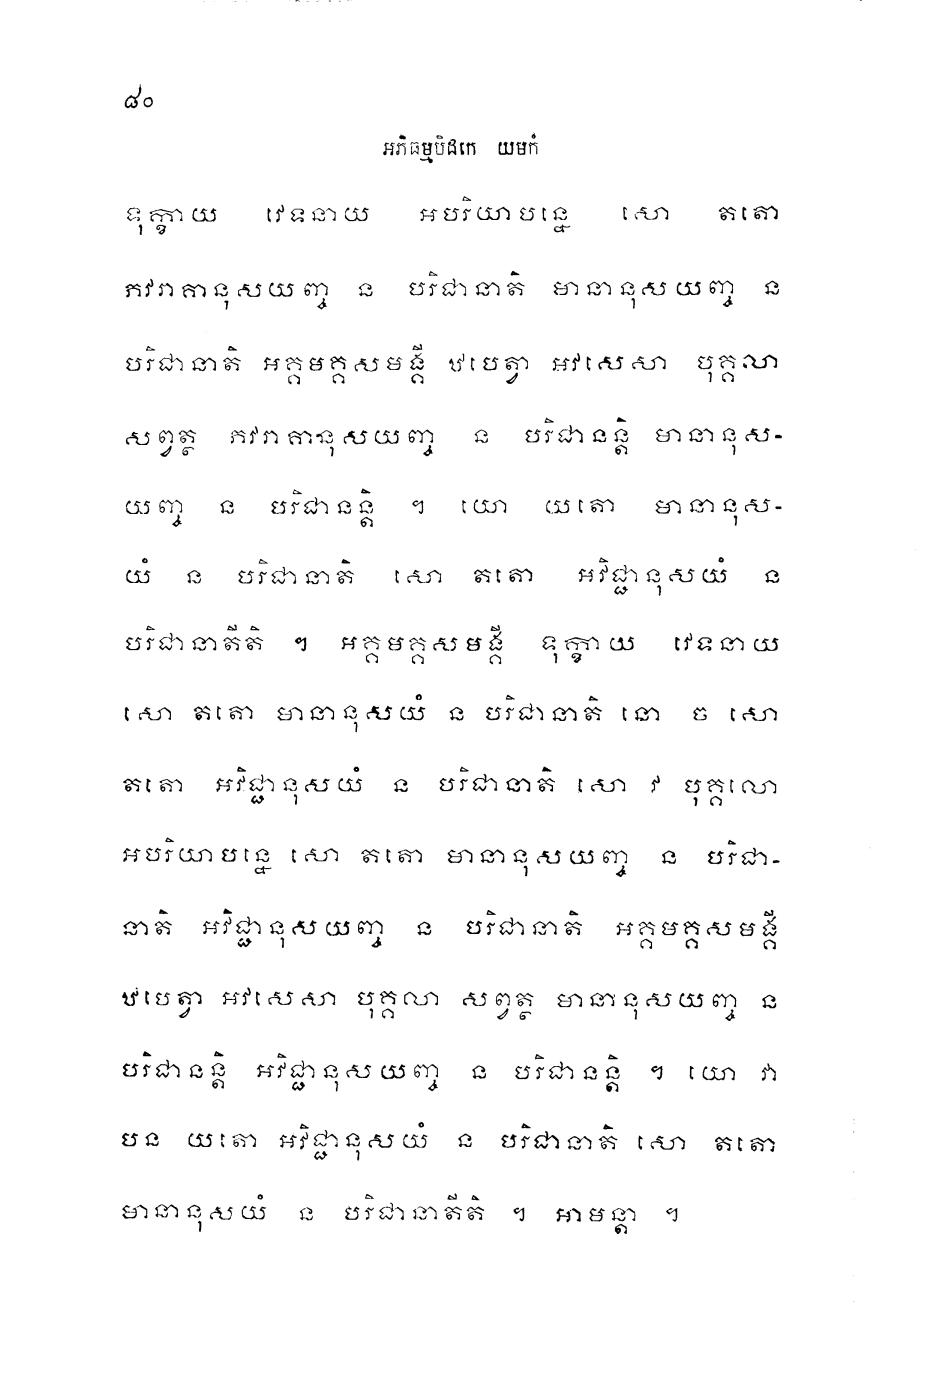 ៨០
អភិធម្មបិដកេ យមកំ
ទុក្ខាយ វេទនាយ អបរិយាបន្នេ សោ តតោ
ភវរាគានុសយញ្ច ន បរិជានាតិ មានានុសយញ្ច ន
បរិជានាតិ អគ្គមគ្គសមង្គី ឋបេត្វា អវសេសា បុគ្គលា
សព្វត្ថ ភវរាគានុសយញ្ច ន បរិជានន្តិ មានានុស-
យញ្ច ន បរិជានន្តិ ។ យោ យតោ មានានុស-
យំ ន បរិជានាតិ សោ តតោ អវិជ្ជានុសយំ ន
បរិជានាតីតិ ។ អគ្គមគ្គសមង្គី ទុក្ខាយ វេទនាយ
សោ តតោ មានានុសយំ ន បរិជានាតិ នោ ច សោ
តតោ អវិជ្ជានុសយំ ន បរិជានាតិ សោ វ បុគ្គលោ
អបរិយាបន្នេ សោ តតោ មានានុសយញ្ច ន បរិជា-
នាតិ អវិជ្ជានុសយញ្ច ន បរិជានាតិ អគ្គមគ្គសមង្គី
ឋបេត្វា អវសេសា បុគ្គលា សព្វត្ថ មានានុសយញ្ច ន
បរិជានន្តិ អវិជ្ជានុសយញ្ច ន បរិជានន្តិ ។ យោ វា
បន យតោ អវិជ្ជានុសយំ ន បរិជានាតិ សោ តតោ
មានានុសយំ ន បរិជានាតីតិ ។ អាមន្តា ។